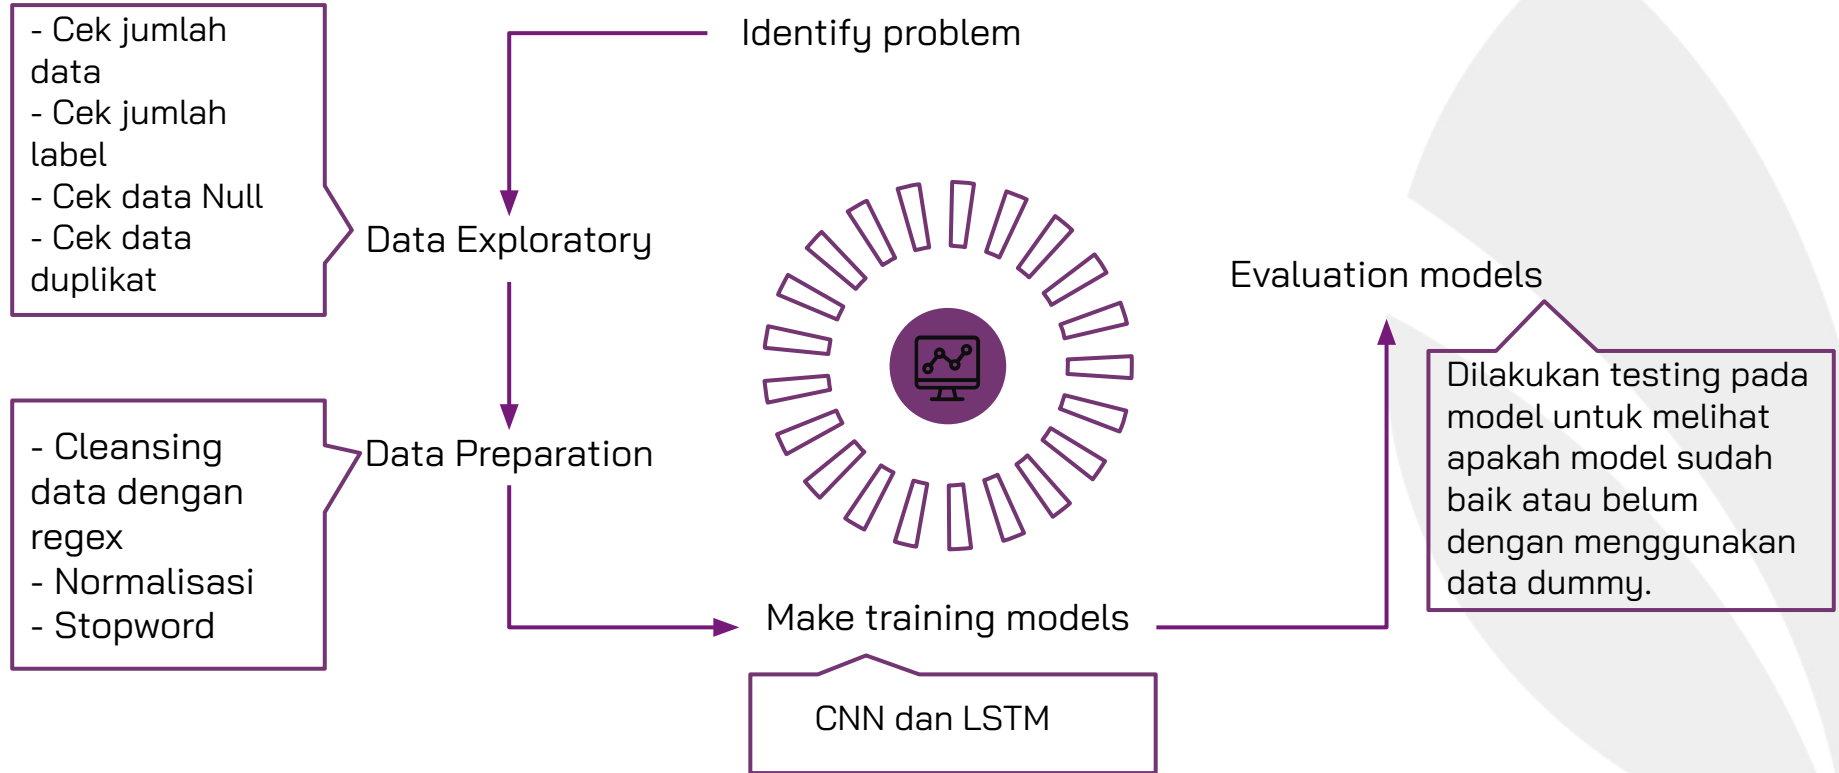 Identify problem
- Cek jumlah
data
- Cek jumlah
label
- Cek data Null
- Cek data
duplikat
Data Exploratory
- Cleansing
data dengan
regex
- Normalisasi
- Stopword
Data Preparation
Make training models
CNN dan LSTM
Evaluation models
Dilakukan testing pada
model untuk melihat
apakah model sudah
baik atau belum
dengan menggunakan
data dummy.